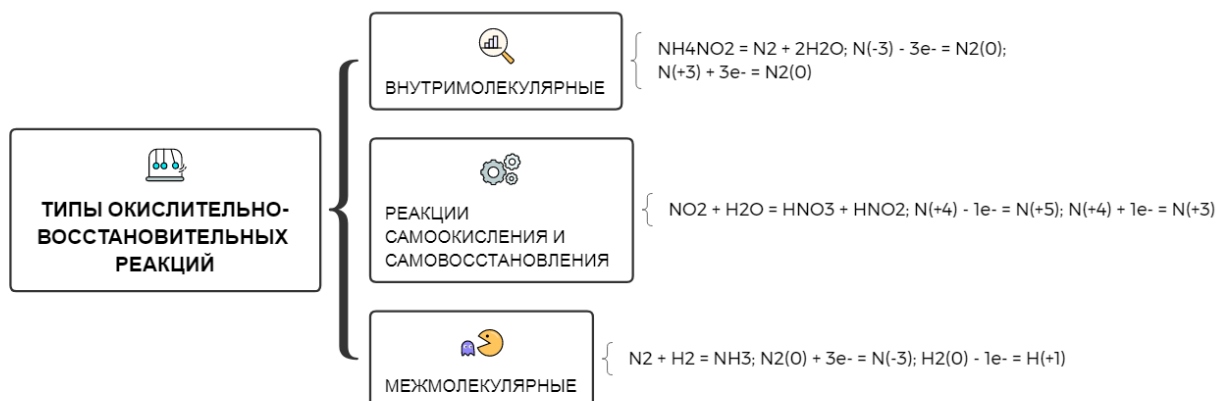 ТИПЫ ОКИСЛИТЕЛЬНО-
ВОССТАНОВИТЕЛЬНЫХ
РЕАКЦИЙ
ВНУТРИМОЛЕКУЛЯРНЫЕ
NH4NO2 = N2 + 2H2O; N(-3) - 3e- = N2(0);
N(+3) + 3e- = N2(0)
РЕАКЦИИ
САМООКИСЛЕНИЯ И
САМОВОССТАНОВЛЕНИЯ
NO2 + H2O = HNO3 + HNO2; N(+4) - 1e- = N(+5); N(+4) + 1e- = N(+3)
МЕЖМОЛЕКУЛЯРНЫЕ
N2 + H2 = NH3; N2(0) + 3e- = N(-3); H2(0) - 1e- = H(+1)